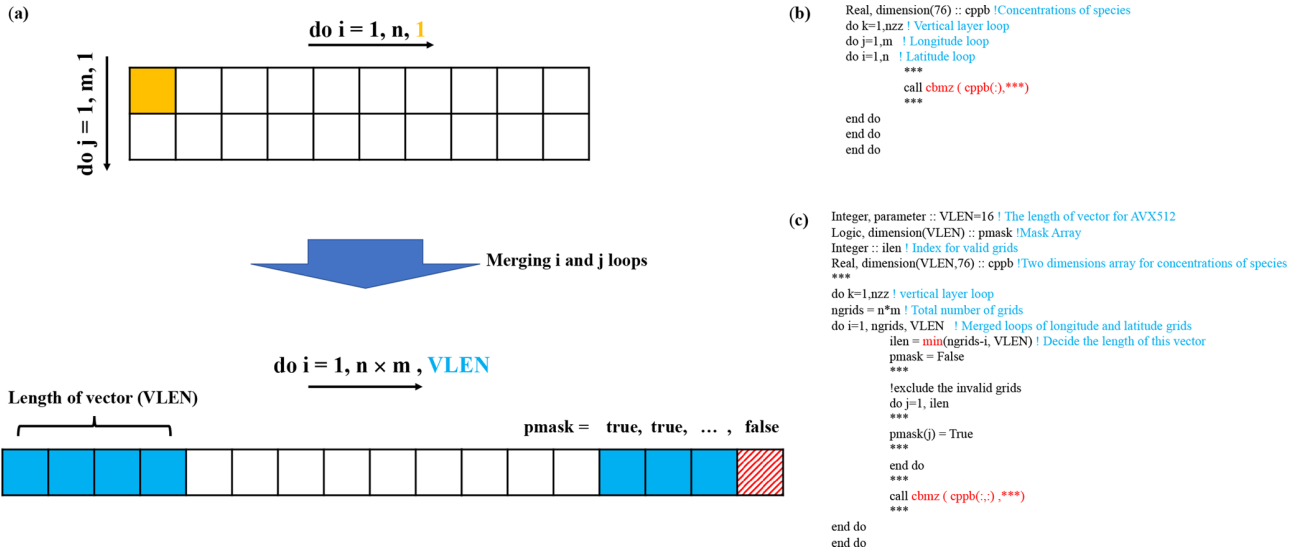 (a)
do i = 1, n, 1
do j = 1, m, 1
Merging i and j loops
do i = 1, n × m , VLEN
Length of vector (VLEN)
pmask = true, true, … , false
(b)
Real, dimension(76) :: cppb !Concentrations of species
do k=1,nzz ! Vertical layer loop
do j=1,m ! Longitude loop
do i=1,n ! Latitude loop
***
call cbmz ( cppb(:),***)
***
end do
end do
end do
(c)
Integer, parameter :: VLEN=16 ! The length of vector for AVX512
Logic, dimension(VLEN) :: pmask !Mask Array
Integer :: ilen ! Index for valid grids
Real, dimension(VLEN,76) :: cppb !Two dimensions array for concentrations of species
***
do k=1,nzz ! vertical layer loop
ngrids = n*m ! Total number of grids
do i=1, ngrids, VLEN ! Merged loops of longitude and latitude grids
ilen = min(ngrids-i, VLEN) ! Decide the length of this vector
pmask = False
***
!exclude the invalid grids
do j=1, ilen
***
pmask(j) = True
***
end do
***
call cbmz ( cppb(:,:) ,***)
***
end do
end do